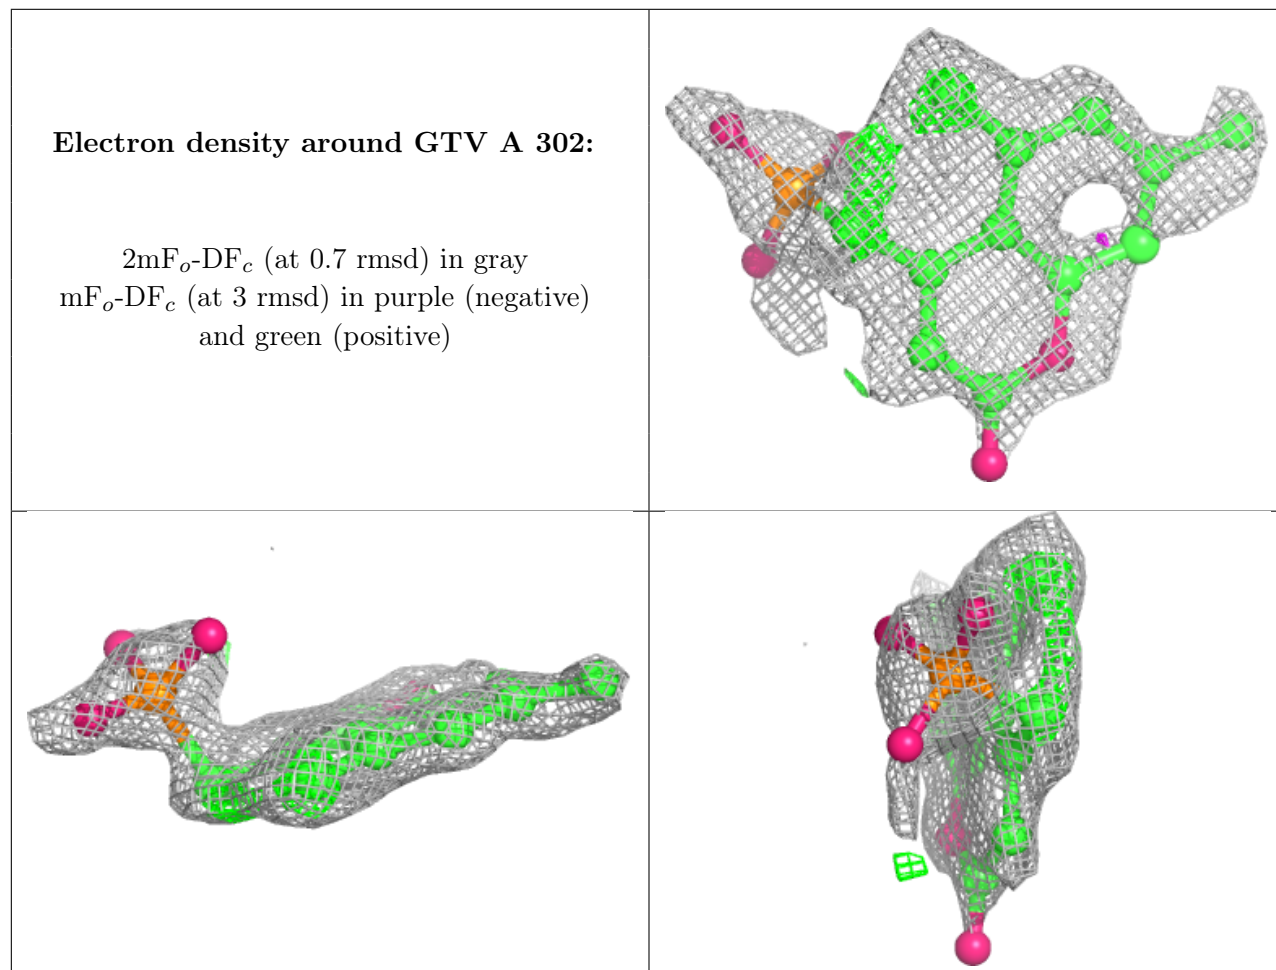 Electron density around GTV A 302:
2mFo-DFc (at 0.7 rmsd) in gray
mFo-DFc (at 3 rmsd) in purple (negative)
and green (positive)